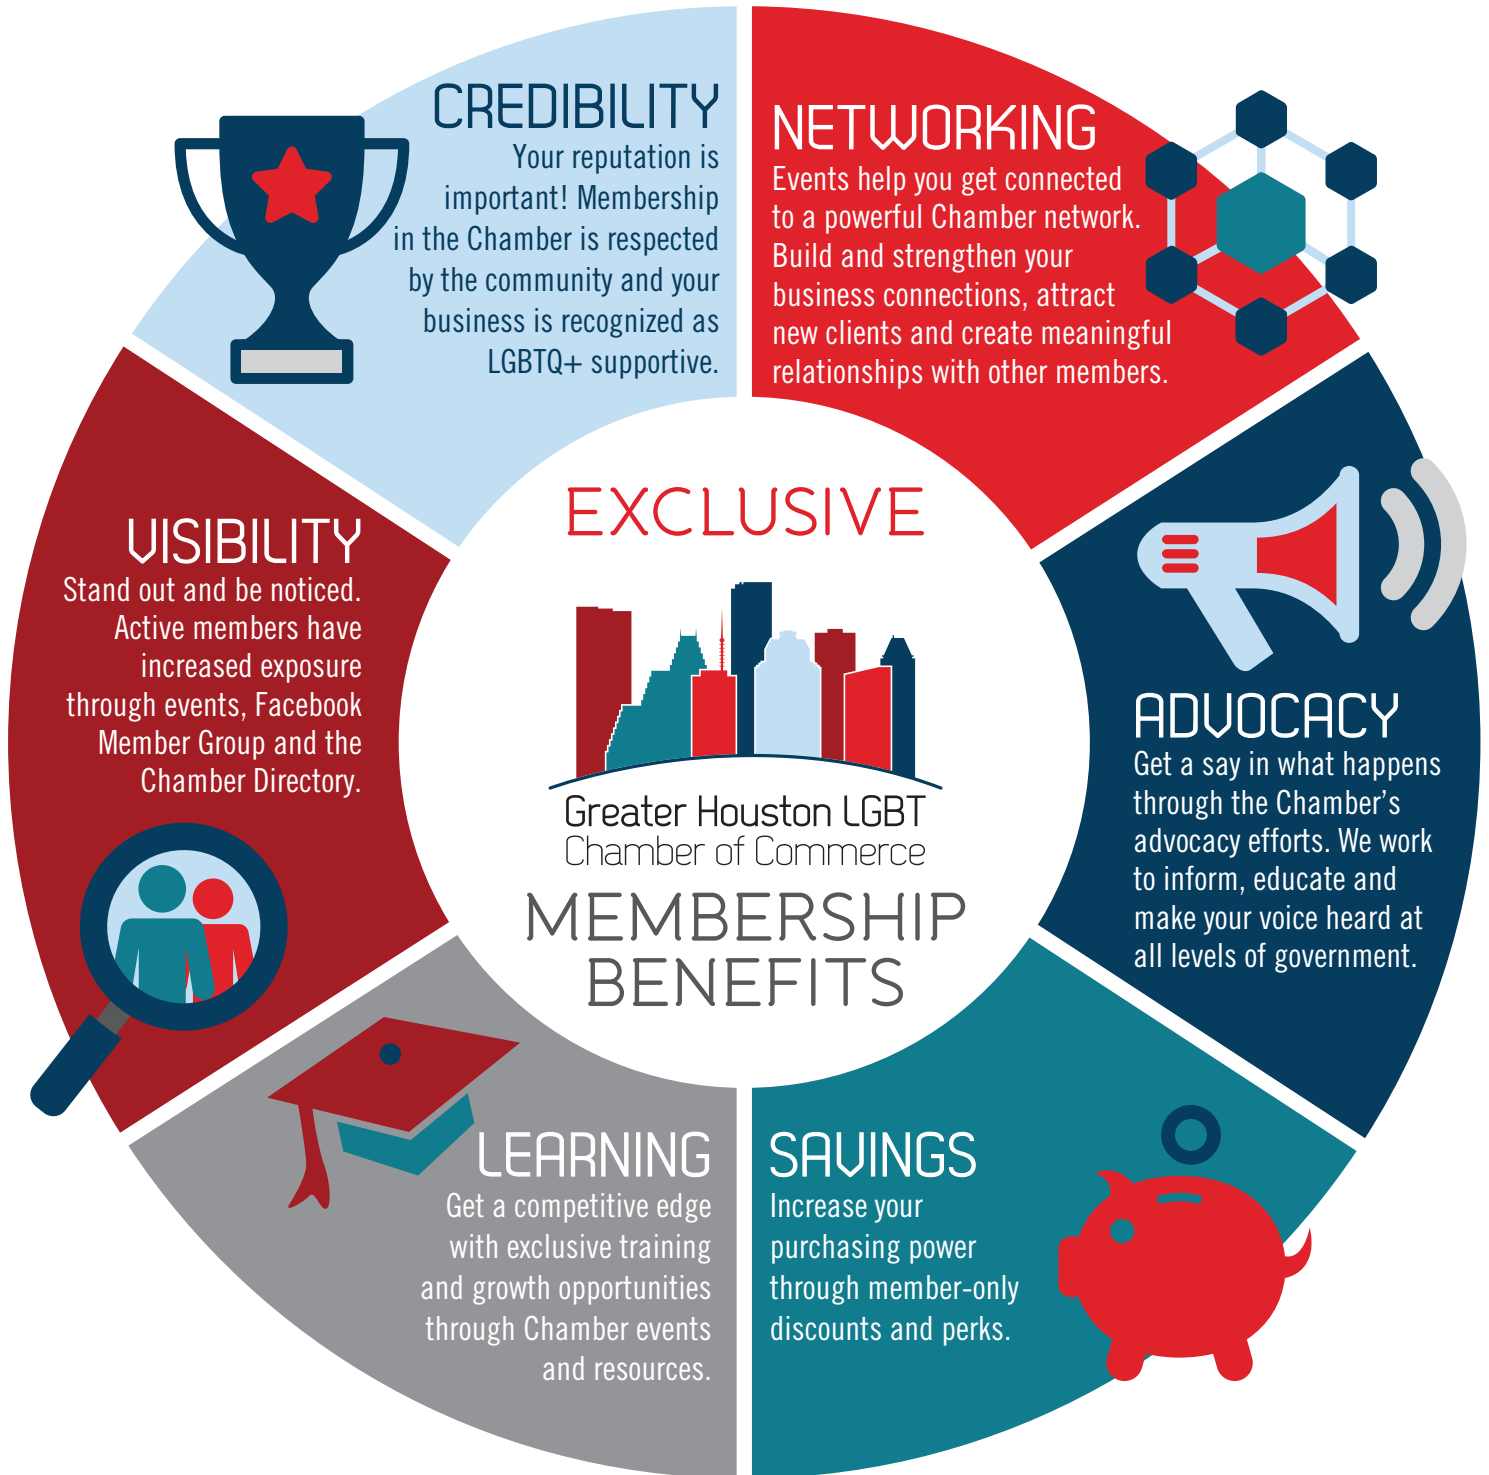 CREDIBILITY
Your reputation is
important! Membership
in the Chamber is respected
by the community and your
business is recognized as
LGBTQ+ supportive.
NETWORKING
Events help you get connected
to a powerful Chamber network.
Build and strengthen your
business connections, attract
new clients and create meaningful
relationships with other members.
VISIBILITY
Stand out and be noticed.
Active members have
increased exposure
through events, Facebook
Member Group and the
Chamber Directory.
EXCLUSIVE
Greater Houston LGBT
Chamber of Commerce
MEMBERSHIP
BENEFITS
ADVOCACY
Get a say in what happens
through the Chamber's
advocacy efforts. We work
to inform, educate and
make your voice heard at
all levels of government.
LEARNING
Get a competitive edge
with exclusive training
and growth opportunities
through Chamber events
and resources.
SAVINGS
Increase your
purchasing power
through member-only
discounts and perks.